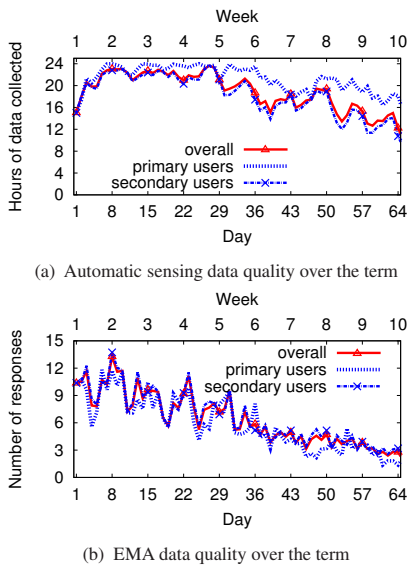 Week
1 2 3 4 5 6 7 8 9 10
24
20
16
12
8
4
0
Hours of data collected
overall
primary users
secondary users
1 8 15 22 29 36 43 50 57 64
Day
(a) Automatic sensing data quality over the term
Week
1 2 3 4 5 6 7 8 9 10
15
12
9
6
3
0
Number of responses
overall
primary users
secondary users
1 8 15 22 29 36 43 50 57 64
Day
(b) EMA data quality over the term